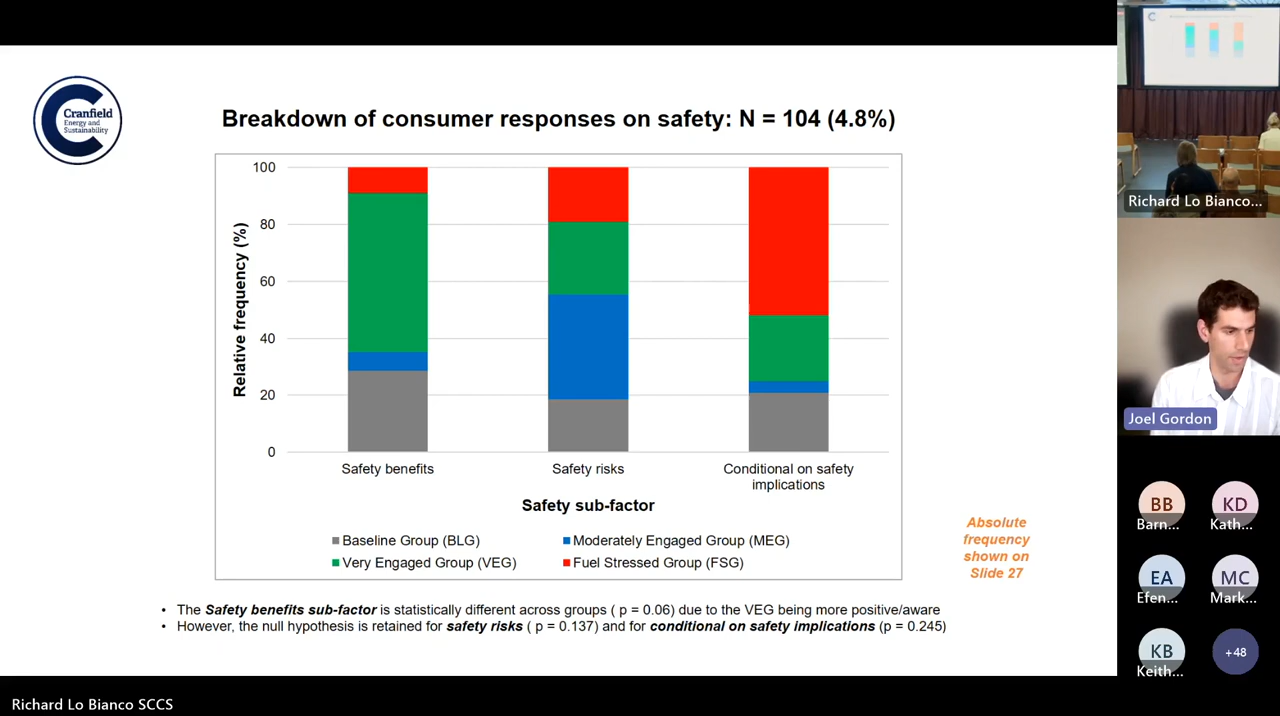 Cranfield
Energy and
Sustainability
Breakdown of consumer responses on safety: N = 104 (4.8%)
Relative frequency (%)
100
80
60
40
20
0
Safety benefits
Safety risks
Conditional on safety
implications
Safety sub-factor
Baseline Group (BLG)
Moderately Engaged Group (MEG)
Very Engaged Group (VEG)
Fuel Stressed Group (FSG)
Absolute
frequency
shown on
Slide 27
• The Safety benefits sub-factor is statistically different across groups ( p = 0.06) due to the VEG being more positive/aware
• However, the null hypothesis is retained for safety risks ( p = 0.137) and for conditional on safety implications (p = 0.245)
Richard Lo Bianco...
Joel Gordon
BB
Barn...
KD
Kath...
EA
Efen...
MC
Mark...
KB
Keith...
+48
Richard Lo Bianco SCCS